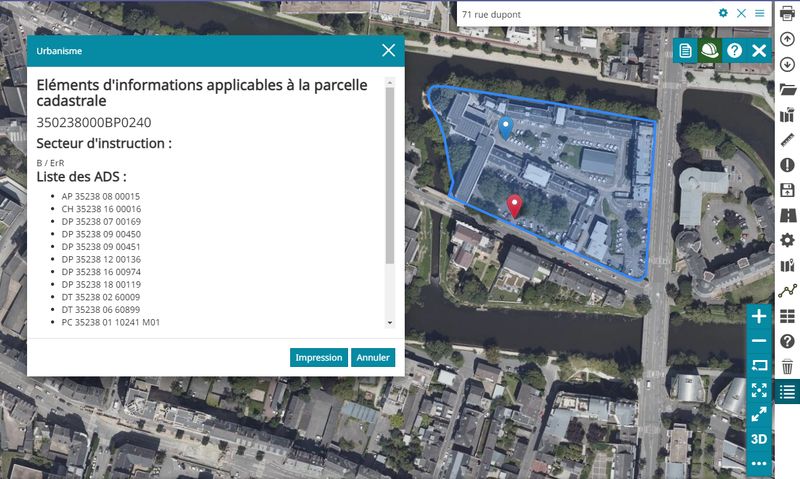 71 rue dupont
Urbanisme
Eléments d'informations applicables à la parcelle
cadastrale
350238000BP0240
Secteur d'instruction :
B / ErR
Liste des ADS :
AP 35238 08 00015
CH 35238 16 00016
DP 35238 07 00169
DP 35238 09 00450
DP 35238 09 00451
DP 35238 12 00136
DP 35238 16 00974
DP 35238 18 00119
DT 35238 02 60009
DT 35238 06 60899
PC 35238 01 10241 M01
Impression
Annuler
3D